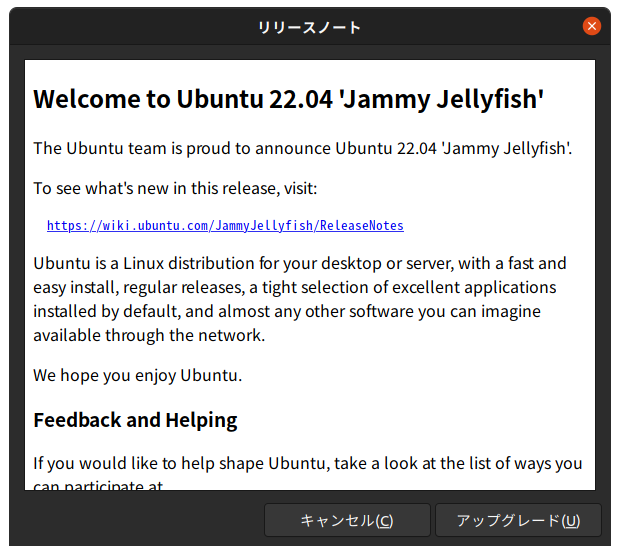 リリースノート
Welcome to Ubuntu 22.04 'Jammy Jellyfish'
The Ubuntu team is proud to announce Ubuntu 22.04 'Jammy Jellyfish'.
To see what's new in this release, visit:
https://wiki.ubuntu.com/JammyJellyfish/ReleaseNotes
Ubuntu is a Linux distribution for your desktop or server, with a fast and
easy install, regular releases, a tight selection of excellent applications
installed by default, and almost any other software you can imagine
available through the network.
We hope you enjoy Ubuntu.
Feedback and Helping
If you would like to help shape Ubuntu, take a look at the list of ways you
can participate at
キャンセル(C)
アップグレード(U)